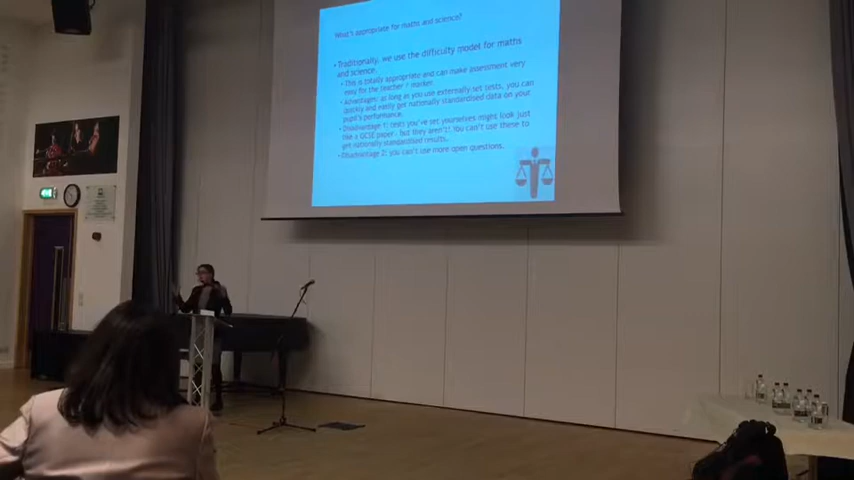 What's appropriate for maths and science?
• Traditionally, we use the difficulty model for maths
and science.
• This is totally appropriate and can make assessment very
easy for the teacher / marker.
• Advantages: as long as you use externally-set tests, you can
quickly and easily get nationally standardised data on your
pupil's performance.
• Disadvantage 1: tests you've set yourselves might look just
like a GCSE paper, but they aren't! You can't use these to
get nationally standardised results.
• Disadvantage 2: you can't use more open questions.